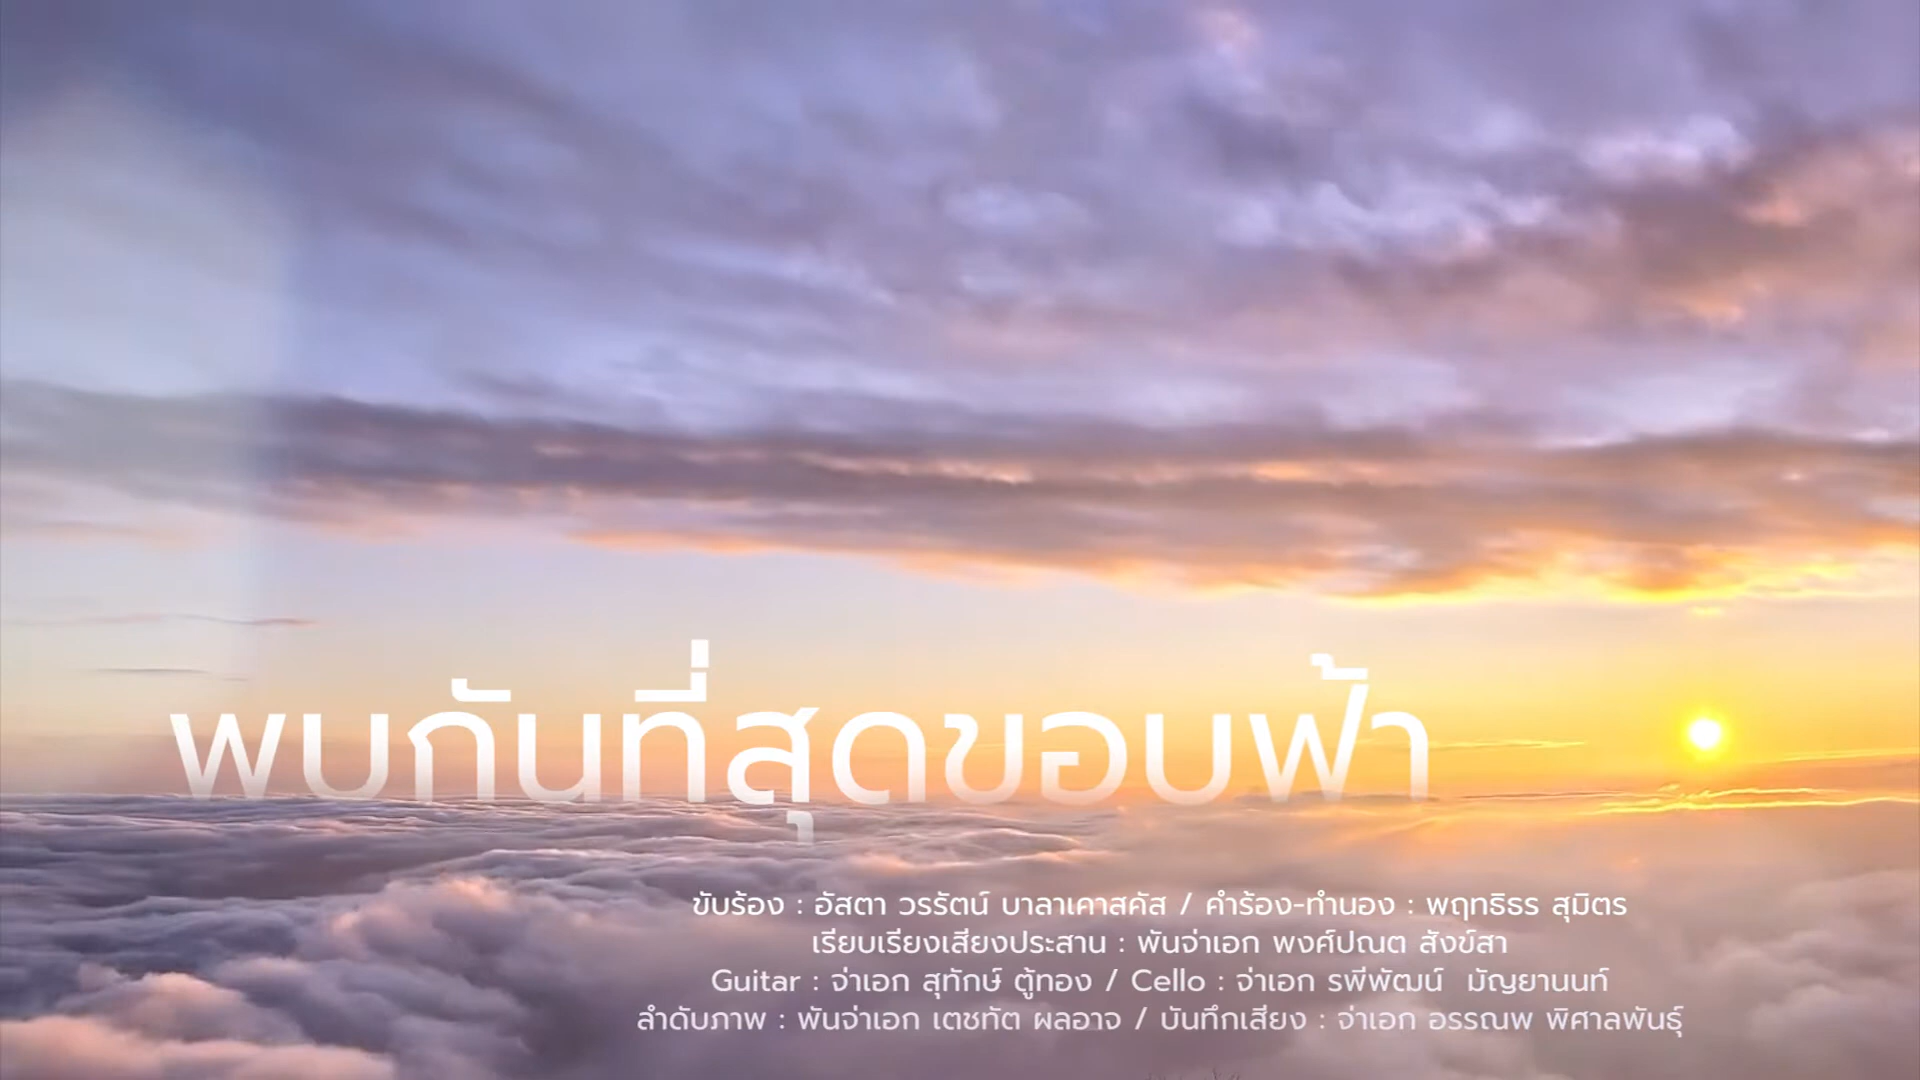 พบกันที่สุดขอบฟ้า
ขับร้อง : อัสตา วรรัตน์ บาลาเคาสคัส / คำร้อง-ทำนอง : พฤทธิธร สุมิตร
เรียบเรียงเสียงประสาน : พันจ่าเอก พงศ์ปณต สังข์สา
Guitar : จ่าเอก สุทักษ์ ตู้ทอง / Cello : จ่าเอก รพีพัฒน์  มัญยานนท์
ลำดับภาพ : พันจ่าเอก เตชทัต ผลอาจ / บันทึกเสียง : จ่าเอก อรรณพ พิศาลพันธุ์